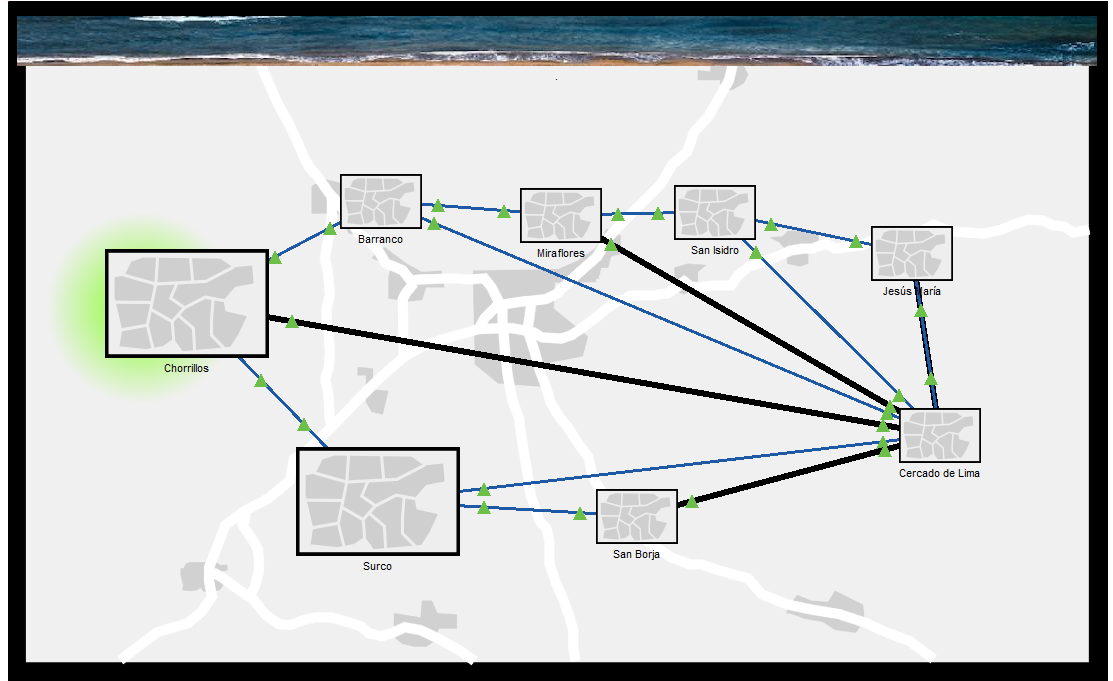 Barranco
Miraflores
San Isidro
Jesús María
Chorrillos
Cercado de Lima
San Borja
Surco